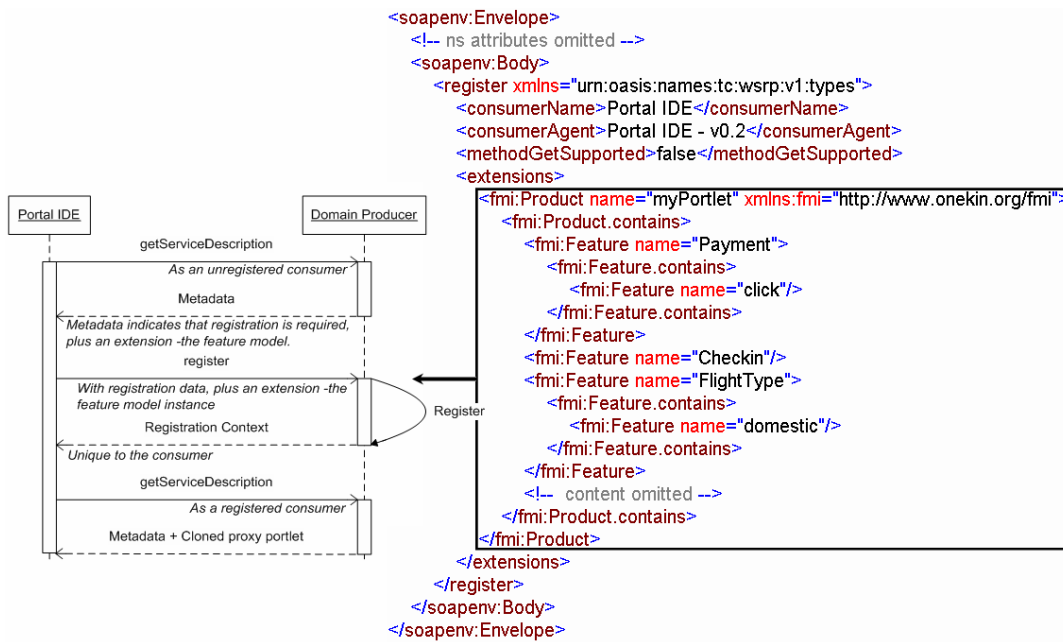 Portal IDE
Domain Producer
getServiceDescription
As an unregistered consumer
Metadata
Metadata indicates that registration is required,
plus an extension -the feature model.
register
With registration data, plus an extension -the
feature model instance
Register
Registration Context
Unique to the consumer
getServiceDescription
As a registered consumer
Metadata + Cloned proxy portlet
<soapenv:Envelope>
<!-- ns attributes omitted -->
<soapenv:Body>
<register xmlns="urn:oasis:names:tc:wsrp:v1:types">
<consumerName>Portal IDE</consumerName>
<consumerAgent>Portal IDE - v0.2</consumerAgent>
<methodGetSupported>false</methodGetSupported>
<extensions>
<fmi:Product name="myPortlet" xmlns:fmi="http://www.onekin.org/fmi">
<fmi:Product.contains>
<fmi:Feature name="Payment">
<fmi:Feature.contains>
<fmi:Feature name="click"/>
</fmi:Feature.contains>
</fmi:Feature>
<fmi:Feature name="Checkin"/>
<fmi:Feature name="FlightType">
<fmi:Feature.contains>
<fmi:Feature name="domestic"/>
</fmi:Feature.contains>
</fmi:Feature>
<!-- content omitted -->
</fmi:Product.contains>
</fmi:Product>
</extensions>
</register>
</soapenv:Body>
</soapenv:Envelope>